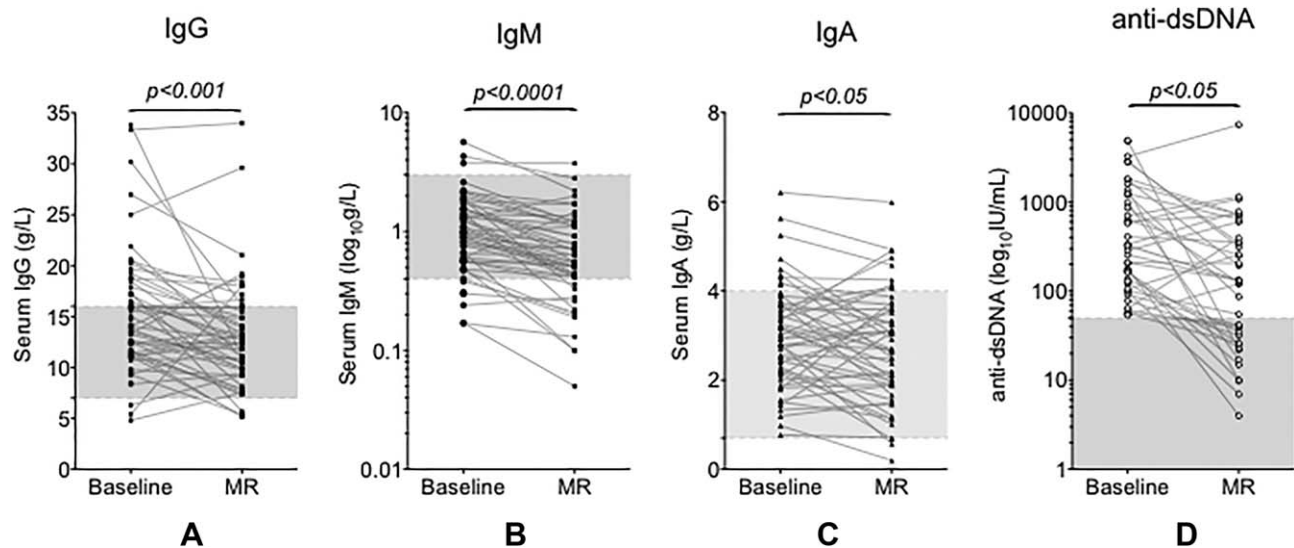 IgG
IgM
IgA
anti-dsDNA
p<0.001
p<0.0001
p<0.05
p<0.05
Serum IgG (g/L)
35
30
25
20
15
10
5
0
Baseline MR
Serum IgM (log10g/L)
10
1
0.1
0.01
Baseline MR
Serum IgA (g/L)
8
6
4
2
0
Baseline MR
anti-dsDNA (log10IU/mL)
10000
1000
100
10
1
Baseline MR
A
B
C
D